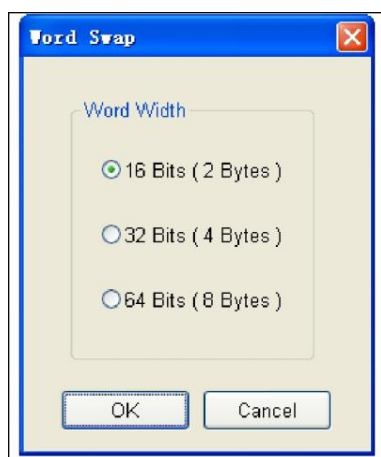 Word Swap
Word Width
16 Bits ( 2 Bytes )
32 Bits ( 4 Bytes )
64 Bits ( 8 Bytes )
OK Cancel